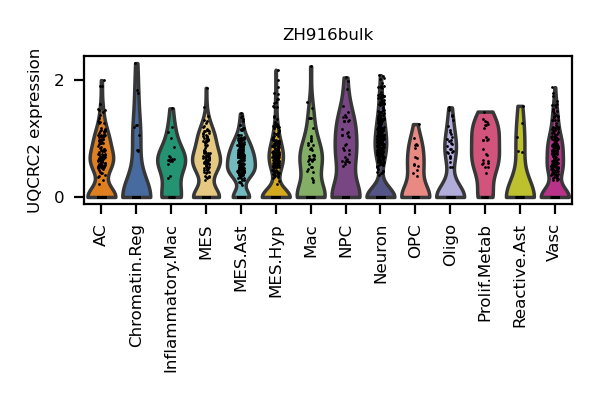 ZH916bulk
UQCRC2 expression
2
0
AC
Chromatin.Reg
Inflammatory.Mac
MES
MES.Ast
MES.Hyp
Mac
NPC
Neuron
OPC
Oligo
Prolif.Metab
Reactive.Ast
Vasc